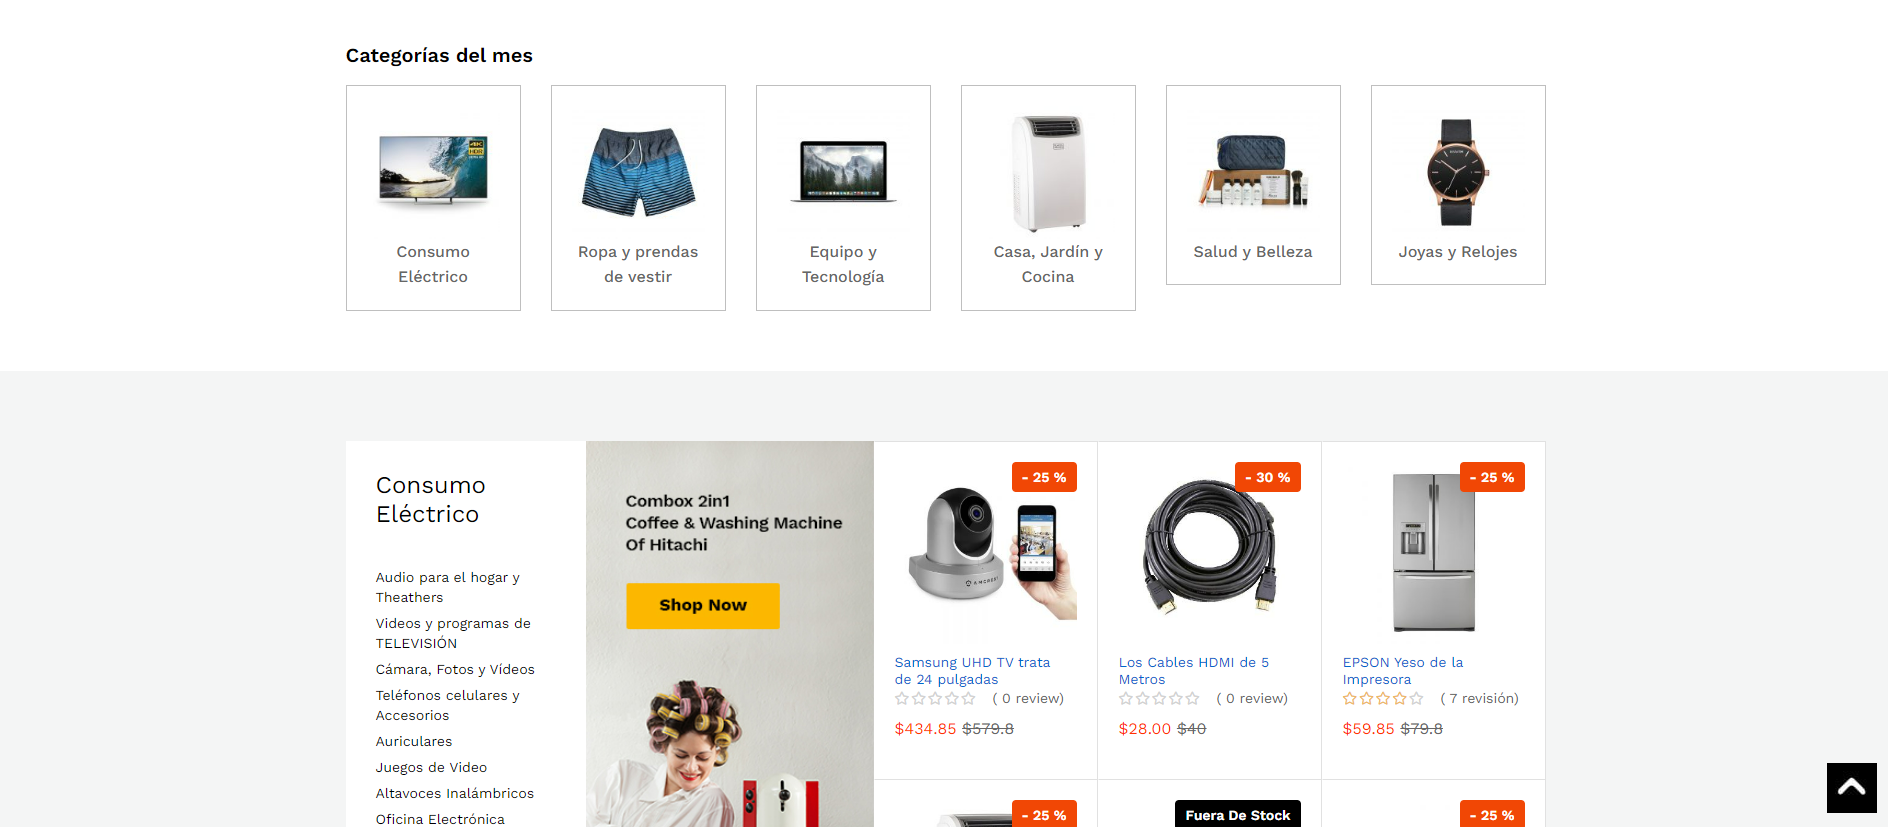 Categorías del mes
Consumo
Eléctrico
Ropa y prendas
de vestir
Equipo y
Tecnología
Casa, Jardín y
Cocina
Salud y Belleza
Joyas y Relojes
Consumo
Eléctrico
Audio para el hogar y
Theathers
Videos y programas de
TELEVISIÓN
Cámara, Fotos y Vídeos
Teléfonos celulares y
Accesorios
Auriculares
Juegos de Video
Altavoces Inalámbricos
Oficina Electrónica
Combox 2in1
Coffee & Washing Machine
Of Hitachi
Shop Now
- 25 %
AMCREST
Samsung UHD TV trata
de 24 pulgadas
( 0 review)
$434.85 $579.8
- 30 %
Los Cables HDMI de 5
Metros
( 0 review)
$28.00 $40
- 25 %
EPSON Yeso de la
Impresora
( 7 revisión)
$59.85 $79.8
- 25 %
Fuera De Stock
- 25 %